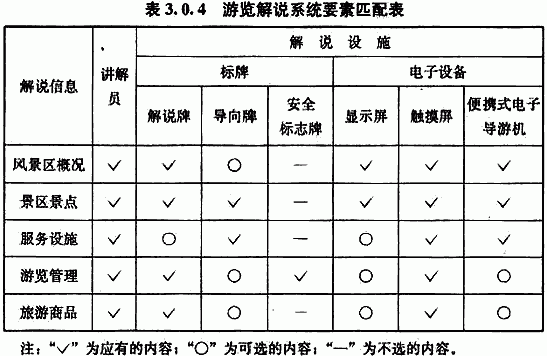 表 3.0.4 游览解说系统要素匹配表
解说信息 讲解员 解说设施
标牌 电子设备
解说牌 导向牌 安全标志牌 显示屏 触摸屏 便携式电子导游机
风景区概况 ✓ ✓ ○ — ✓ ✓ ✓
景区景点 ✓ ✓ ✓ — ✓ ✓ ✓
服务设施 ✓ ○ ✓ — ○ ✓ ✓
游览管理 ✓ ✓ ○ ✓ ○ ✓ ○
旅游商品 ✓ ✓ ○ — ○ ✓ ○
注：“✓”为应有的内容；“○”为可选的内容；“—”为不选的内容。